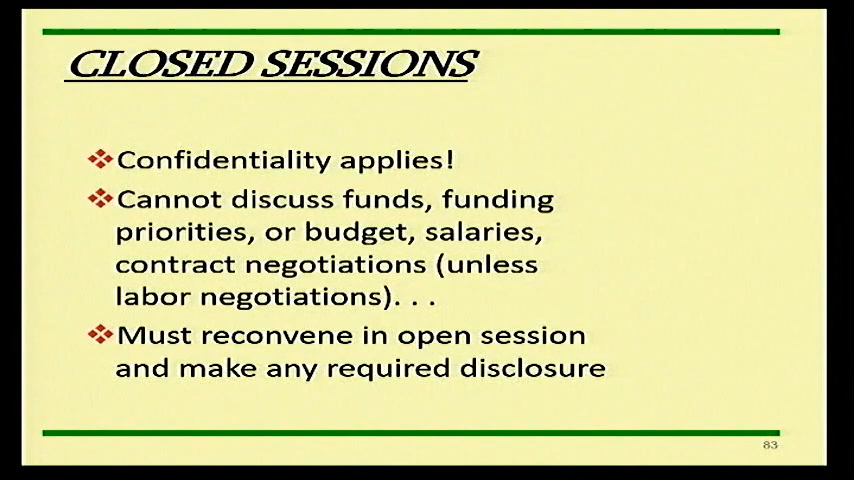 CLOSED SESSIONS
Confidentiality applies!
Cannot discuss funds, funding
priorities, or budget, salaries,
contract negotiations (unless
labor negotiations). . .
Must reconvene in open session
and make any required disclosure
83